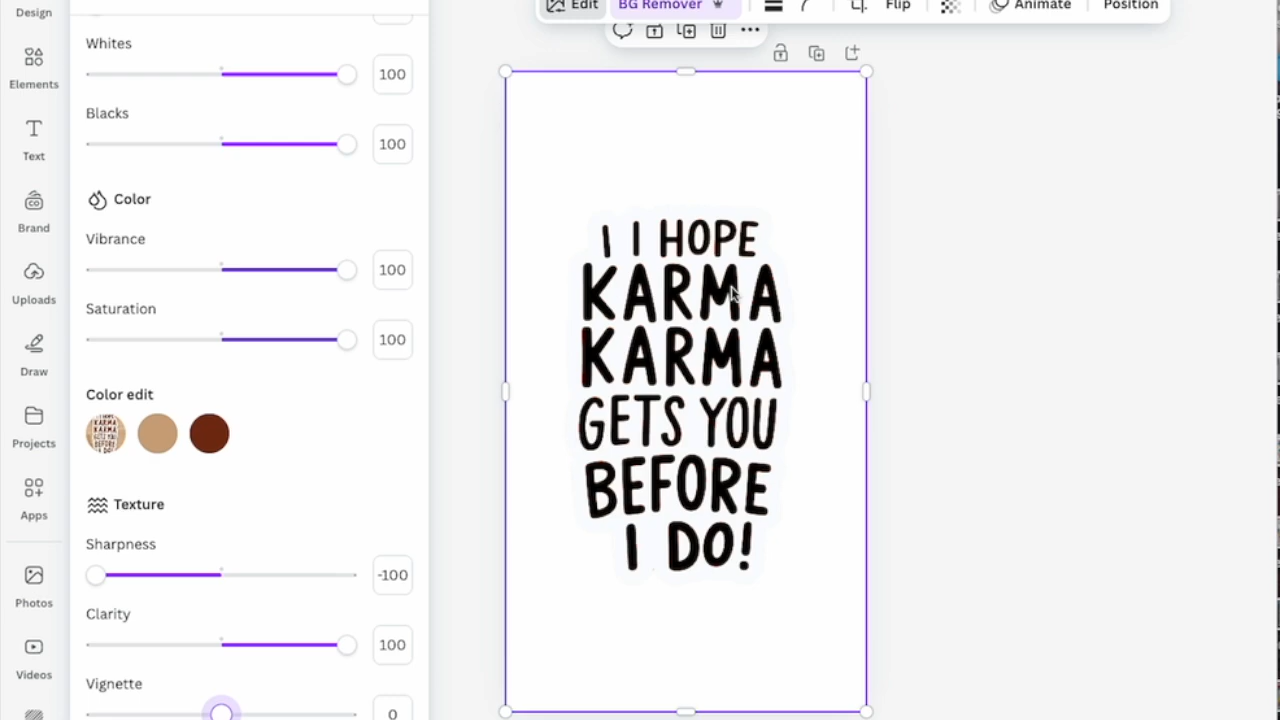 Design
Elements
Text
Brand
Uploads
Draw
Projects
Apps
Photos
Videos
Whites
100
Blacks
100
Color
Vibrance
100
Saturation
100
Color edit
Texture
Sharpness
-100
Clarity
100
Vignette
0
Edit
BG Remover
Flip
Animate
Position
I I HOPE
KARMA
KARMA
GETS YOU
BEFORE
I DO!